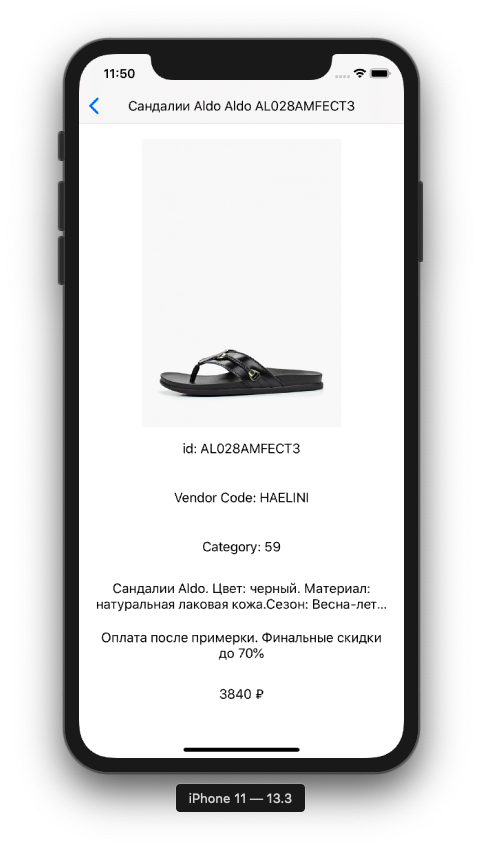 11:50
Сандалии Aldo Aldo AL028AMFECT3
id: AL028AMFECT3
Vendor Code: HAELINI
Category: 59
Сандалии Aldo. Цвет: черный. Материал:
натуральная лаковая кожа.Сезон: Весна-лет...
Оплата после примерки. Финальные скидки
до 70%
3840 ₽
iPhone 11 — 13.3